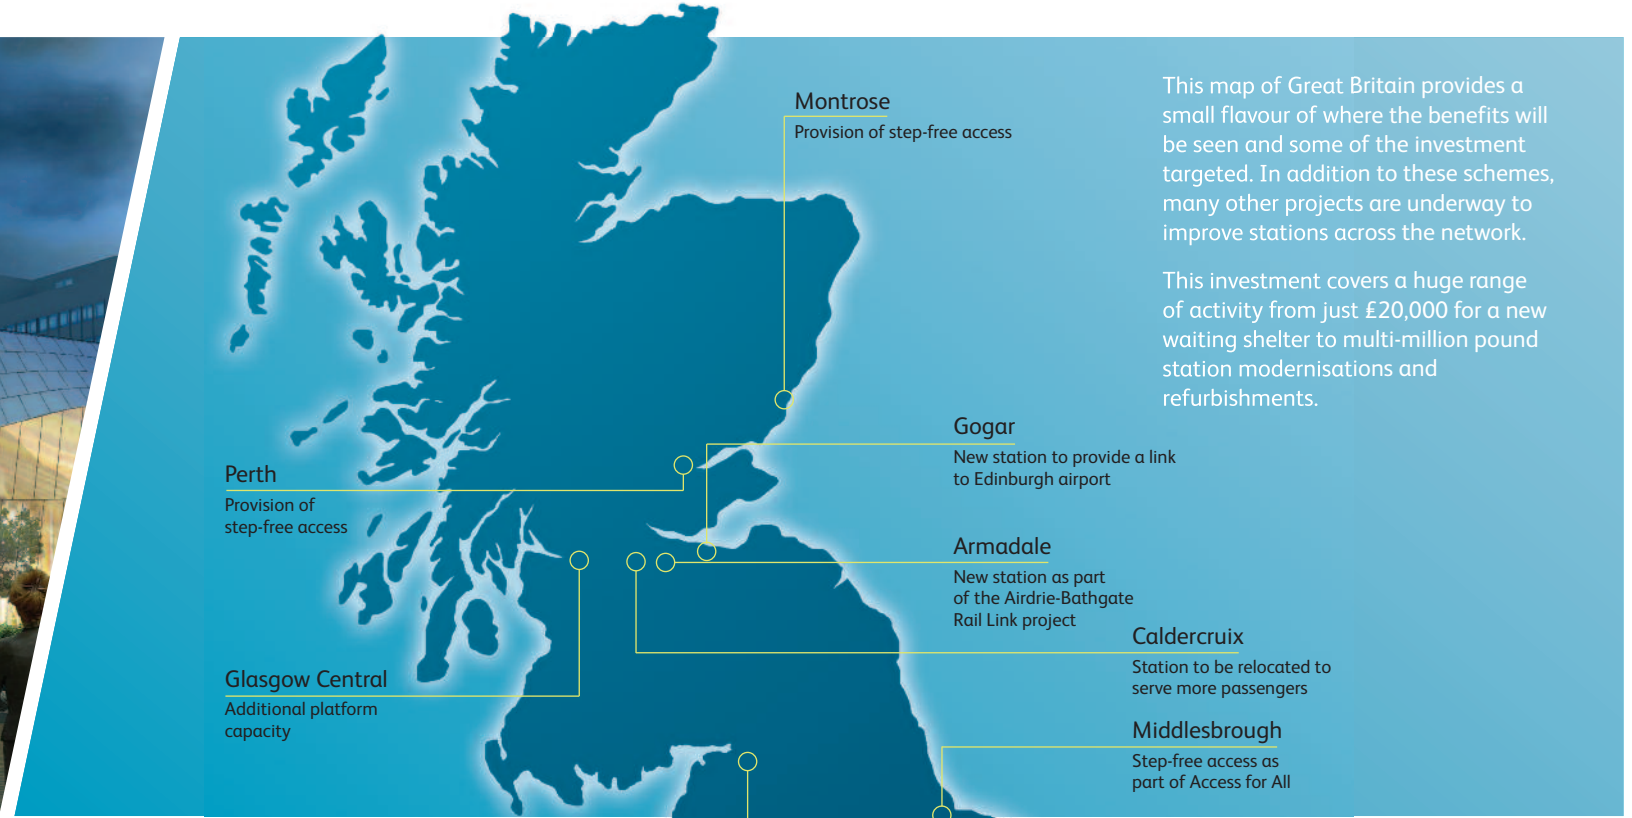 Montrose
Provision of step-free access
This map of Great Britain provides a
small flavour of where the benefits will
be seen and some of the investment
targeted. In addition to these schemes,
many other projects are underway to
improve stations across the network.
This investment covers a huge range
of activity from just £20,000 for a new
waiting shelter to multi-million pound
station modernisations and
refurbishments.
Gogar
New station to provide a link
to Edinburgh airport
Perth
Provision of
step-free access
Armadale
New station as part
of the Airdrie-Bathgate
Rail Link project
Caldercruix
Station to be relocated to
serve more passengers
Glasgow Central
Additional platform
capacity
Middlesbrough
Step-free access as
part of Access for All